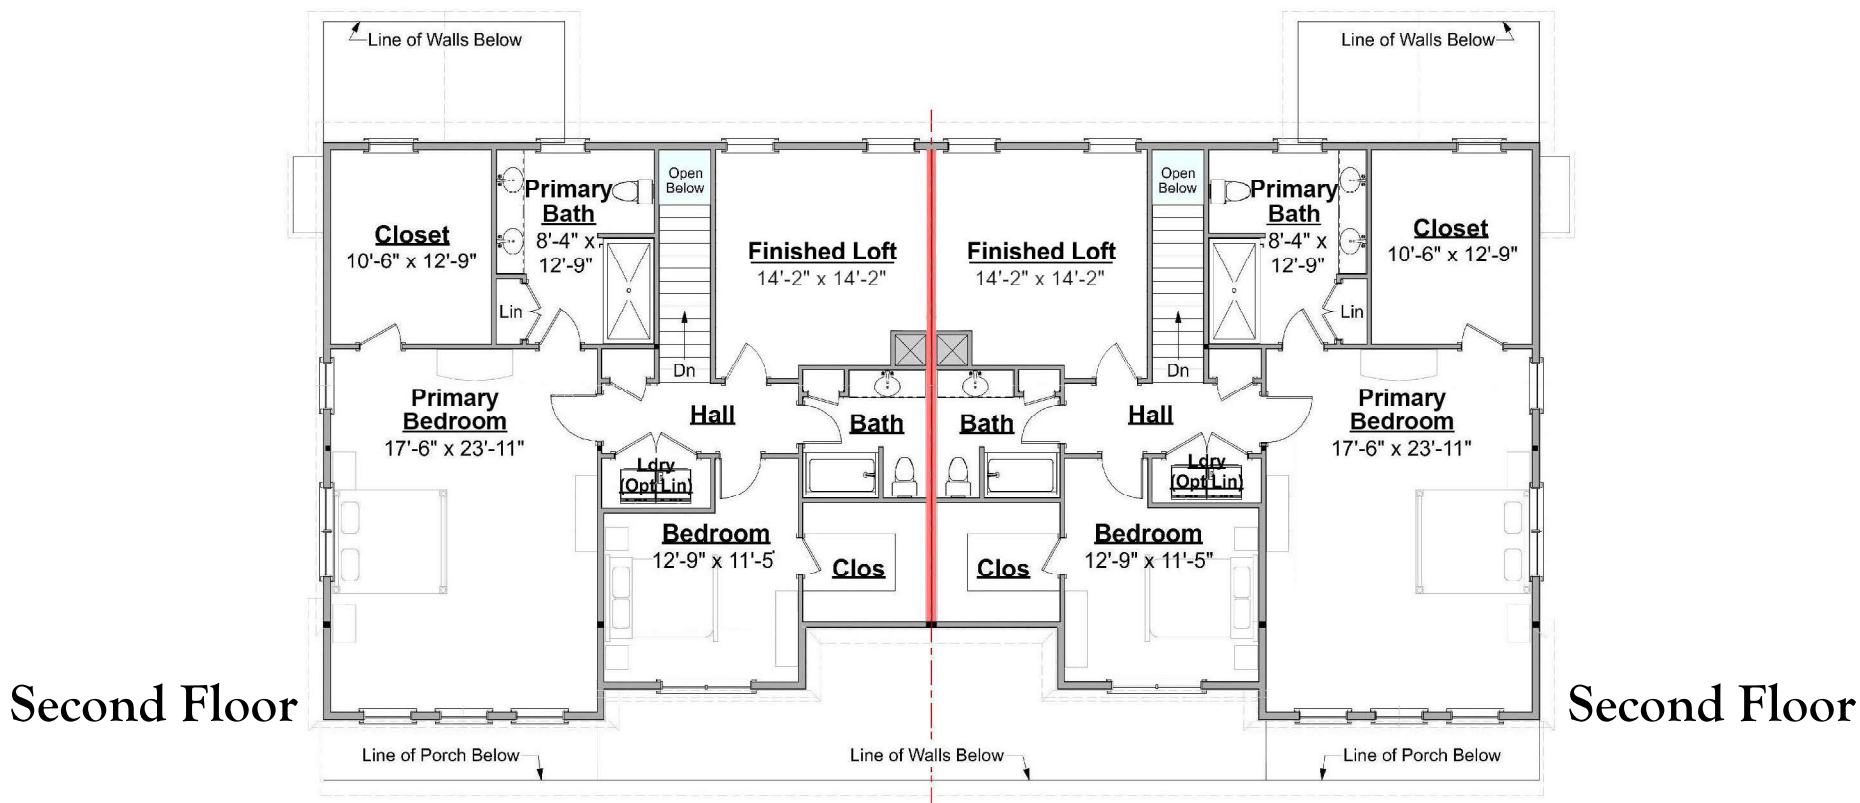 Line of Walls Below
Line of Walls Below
Open
Below
Open
Below
Primary
Bath
8'-4" x
12'-9"
Primary
Bath
8'-4" x
12'-9"
Closet
10'-6" x 12'-9"
Closet
10'-6" x 12'-9"
Finished Loft
14'-2" x 14'-2"
Finished Loft
14'-2" x 14'-2"
Lin
Lin
Dn
Dn
Primary
Bedroom
17'-6" x 23'-11"
Hall
Bath
Bath
Hall
Primary
Bedroom
17'-6" x 23'-11"
Ldry
(Opt Lin)
Ldry
(Opt Lin)
Bedroom
12'-9" x 11'-5'
Clos
Clos
Bedroom
12'-9" x 11'-5"
Second Floor
Second Floor
Line of Porch Below
Line of Walls Below
Line of Porch Below